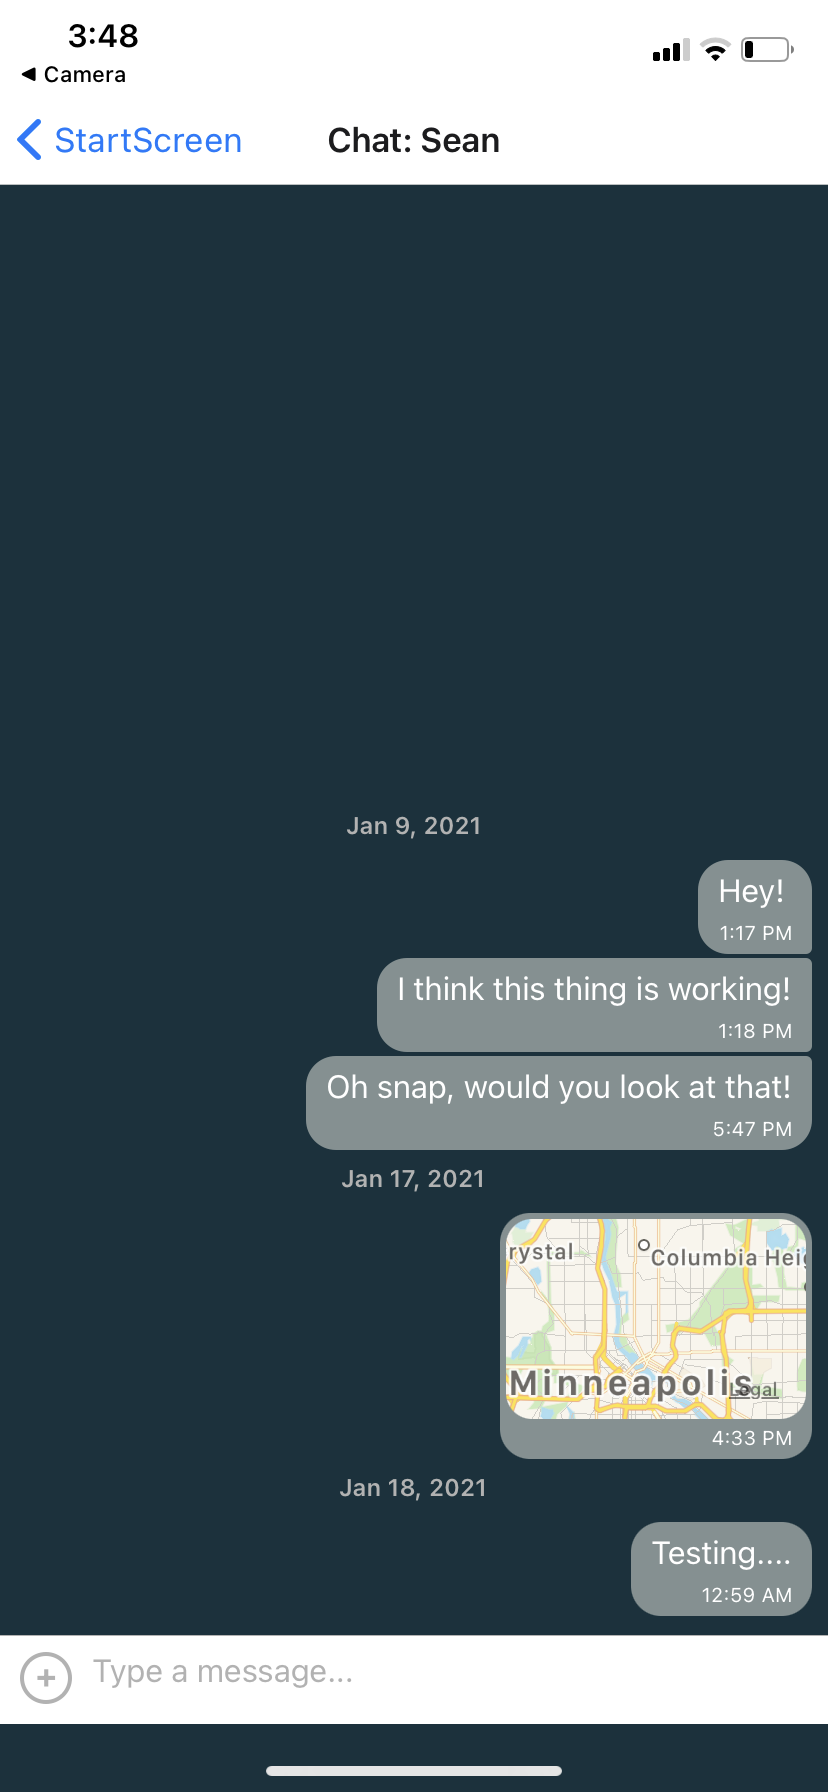 3:48
Camera
StartScreen
Chat: Sean
Jan 9, 2021
Hey!
1:17 PM
I think this thing is working!
1:18 PM
Oh snap, would you look at that!
5:47 PM
Jan 17, 2021
rystal
Columbia Hei
Minneapolis
Legal
4:33 PM
Jan 18, 2021
Testing....
12:59 AM
Type a message...